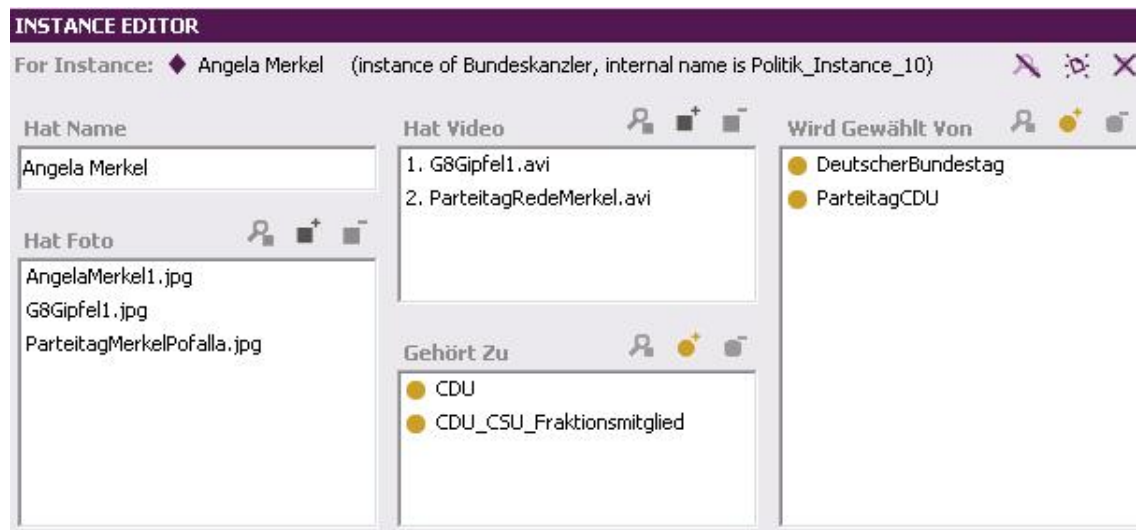 INSTANCE EDITOR
For Instance: Angela Merkel (instance of Bundeskanzler, internal name is Politik_Instance_10)
Hat Name
Angela Merkel
Hat Foto
AngelaMerkel1.jpg
G8Gipfel1.jpg
ParteitagMerkelPofalla.jpg
Hat Video
1. G8Gipfel1.avi
2. ParteitagRedeMerkel.avi
Gehört Zu
CDU
CDU_CSU_Fraktionsmitglied
Wird Gewählt Von
DeutscherBundestag
ParteitagCDU